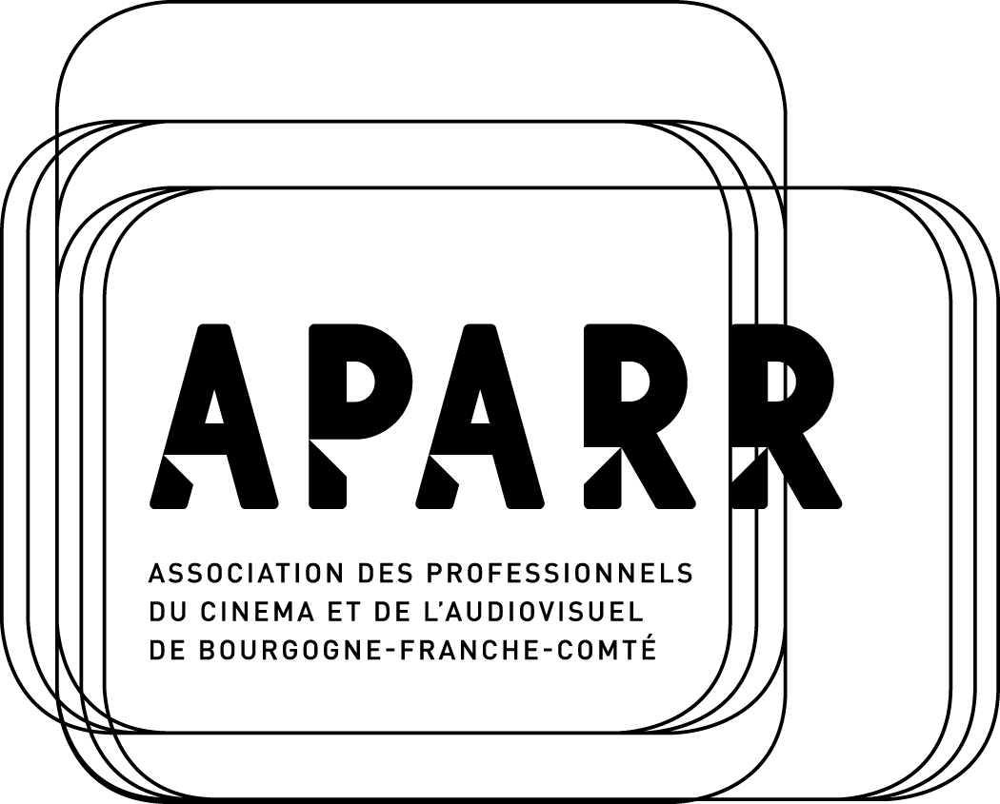 APARR
ASSOCIATION DES PROFESSIONNELS
DU CINEMA ET DE L’AUDIOVISUEL
DE BOURGOGNE-FRANCHE-COMTÉ